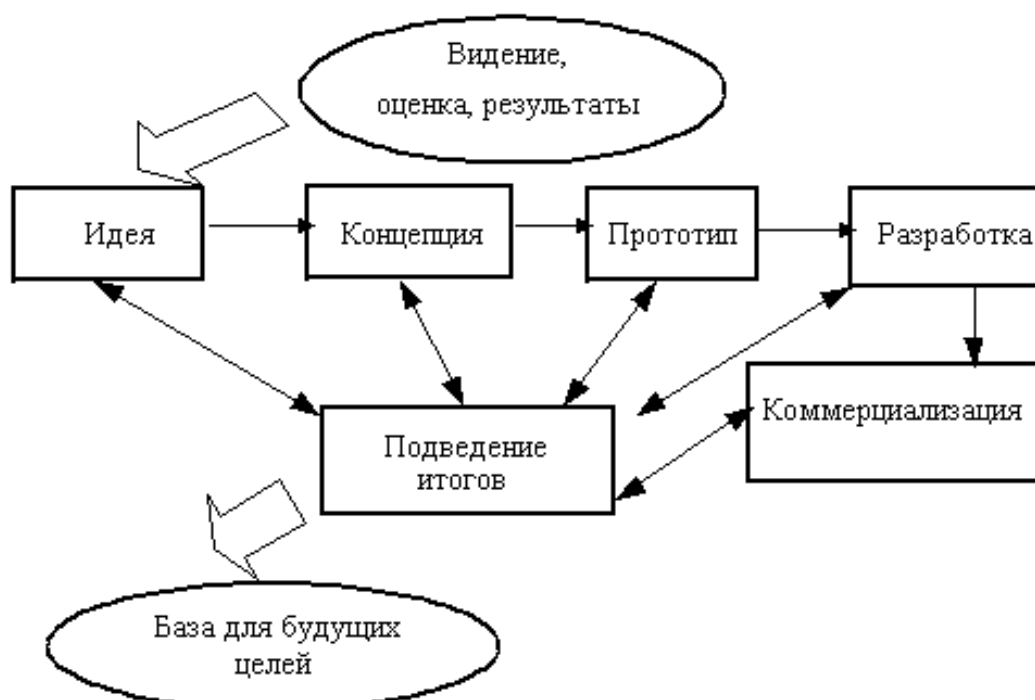 Видение,
оценка, результаты
Идея
Концепция
Прототип
Разработка
Коммерциализация
Подведение
итогов
База для будущих
целей